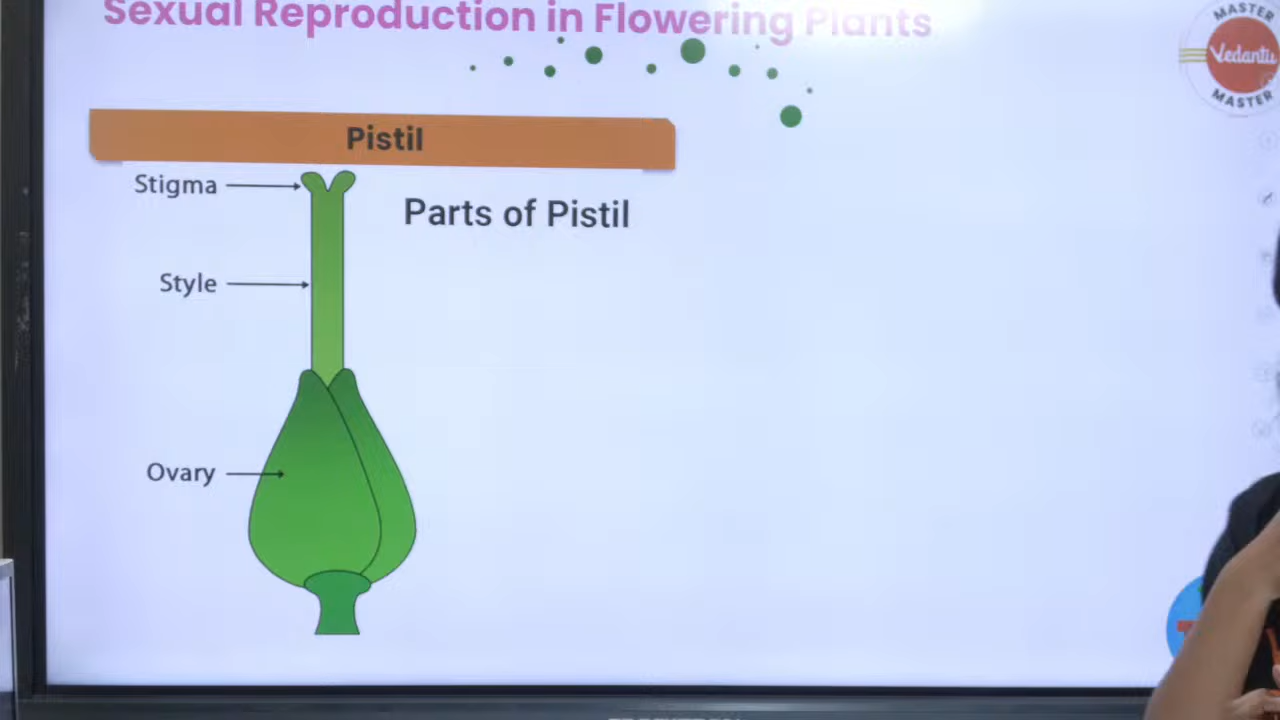 Sexual Reproduction in Flowering Plants
MASTER
Vedantu
MASTER
Pistil
Stigma
Parts of Pistil
Style
Ovary